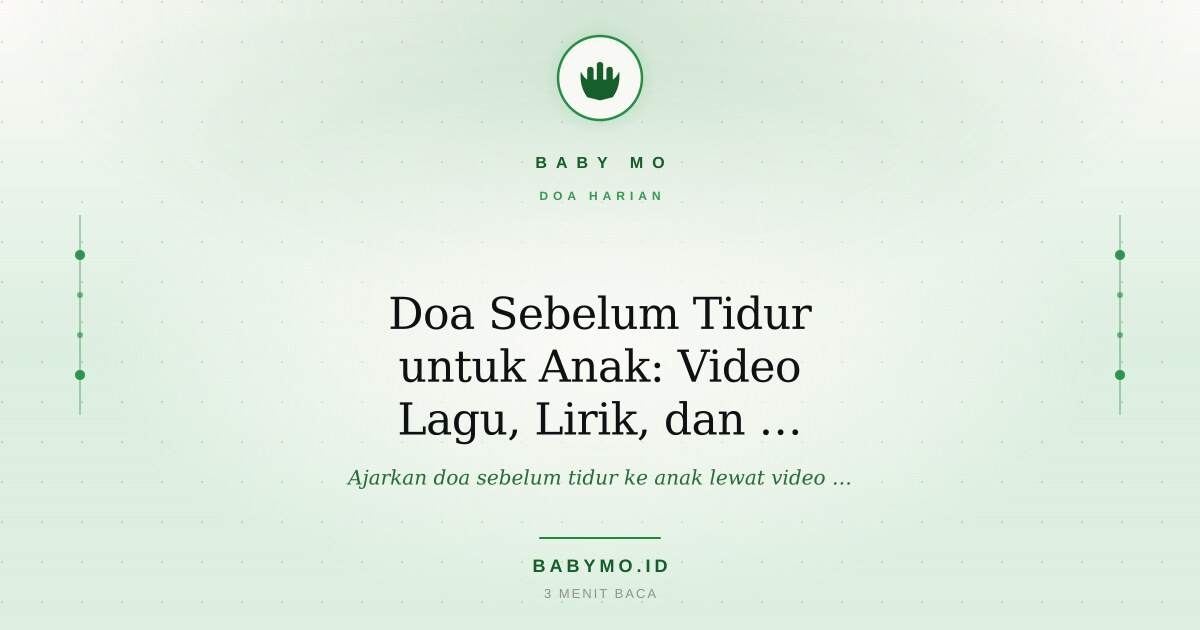 BABY MO
DOA HARIAN
Doa Sebelum Tidur
untuk Anak: Video
Lagu, Lirik, dan …
Ajarkan doa sebelum tidur ke anak lewat video …
BABYMO.ID
3 MENIT BACA